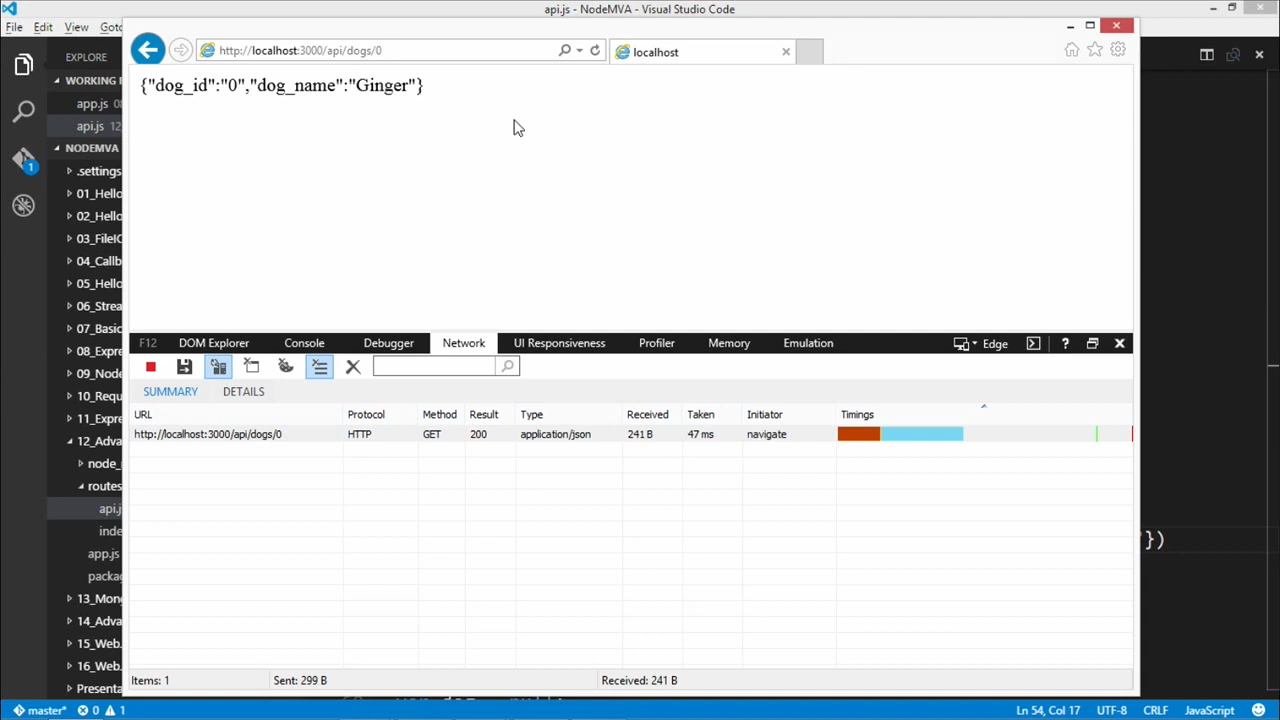 api.js - NodeMVA - Visual Studio Code
File Edit View Goto
http://localhost:3000/api/dogs/0
localhost
EXPLORE
WORKING
app.js 08
api.js 12
NODEMVA
.settings
01_Hello
02_Hello
03_FileIO
04_Callb
05_Hello
06_Strea
07_Basic
08_Expre
09_Node
10_Requ
11_Expre
12_Adva
node_
routes
api.j
inde
app.js
packa
13_Mon
14_Adva
15_Web
16_Web
Presenta
{"dog_id":"0","dog_name":"Ginger"}
F12 DOM Explorer Console Debugger Network UI Responsiveness Profiler Memory Emulation Edge ?
SUMMARY DETAILS
URL Protocol Method Result Type Received Taken Initiator Timings
http://localhost:3000/api/dogs/0 HTTP GET 200 application/json 241 B 47 ms navigate
"})
Items: 1 Sent: 299 B Received: 241 B
1
master* 0 1 Ln 54, Col 17 UTF-8 CRLF JavaScript